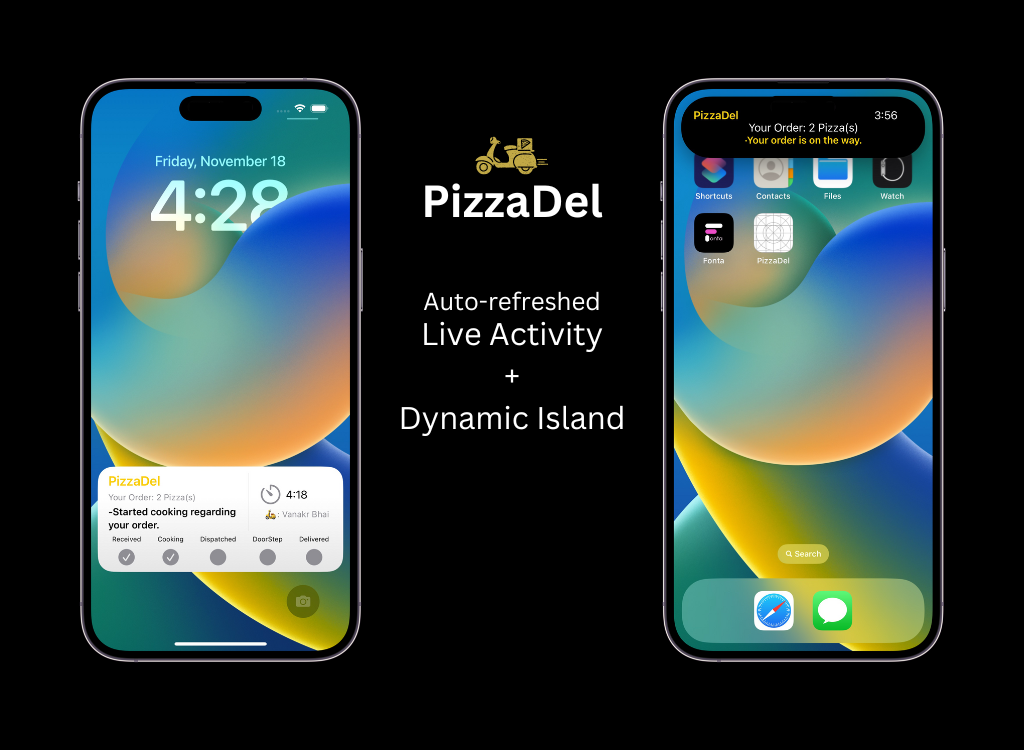 Friday, November 18
4:28
PizzaDel
Your Order: 2 Pizza(s)
-Started cooking regarding
your order.
4:18
: Vanakr Bhai
Received Cooking Dispatched DoorStep Delivered
PizzaDel
Auto-refreshed
Live Activity
+
Dynamic Island
PizzaDel 3:56
Your Order: 2 Pizza(s)
-Your order is on the way.
Shortcuts Contacts Files Watch
Fonta
Fonta PizzaDel
Search